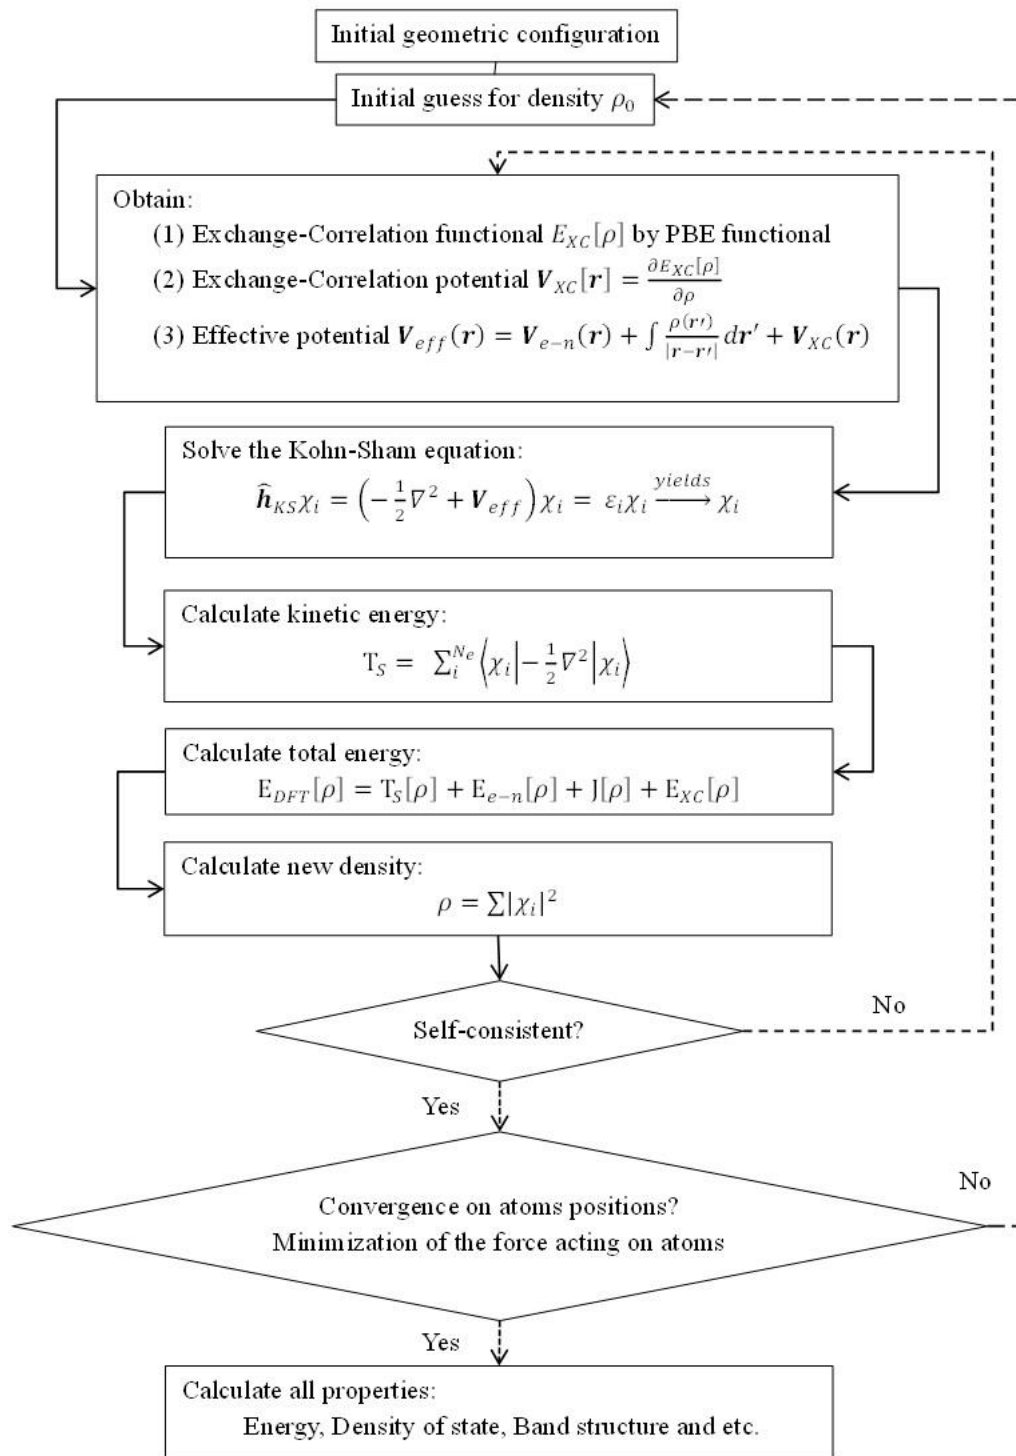 Initial geometric configuration
Initial guess for density ρ₀
Obtain:
(1) Exchange-Correlation functional E_XC[ρ] by PBE functional
(2) Exchange-Correlation potential V_XC[r] = ∂E_XC[ρ]/∂ρ
(3) Effective potential V_eff(r) = V_e−n(r) + ∫ ρ(r′)/|r−r′| dr′ + V_XC(r)
Solve the Kohn-Sham equation:
ĥ_KS χ_i = (−½∇² + V_eff) χ_i = ε_i χ_i —yields→ χ_i
Calculate kinetic energy:
T_S = ∑_i^{N_e} ⟨χ_i|−½∇²|χ_i⟩
Calculate total energy:
E_DFT[ρ] = T_S[ρ] + E_e−n[ρ] + J[ρ] + E_XC[ρ]
Calculate new density:
ρ = ∑|χ_i|²
Self-consistent?
No
Yes
Convergence on atoms positions?
Minimization of the force acting on atoms
No
Yes
Calculate all properties:
Energy, Density of state, Band structure and etc.